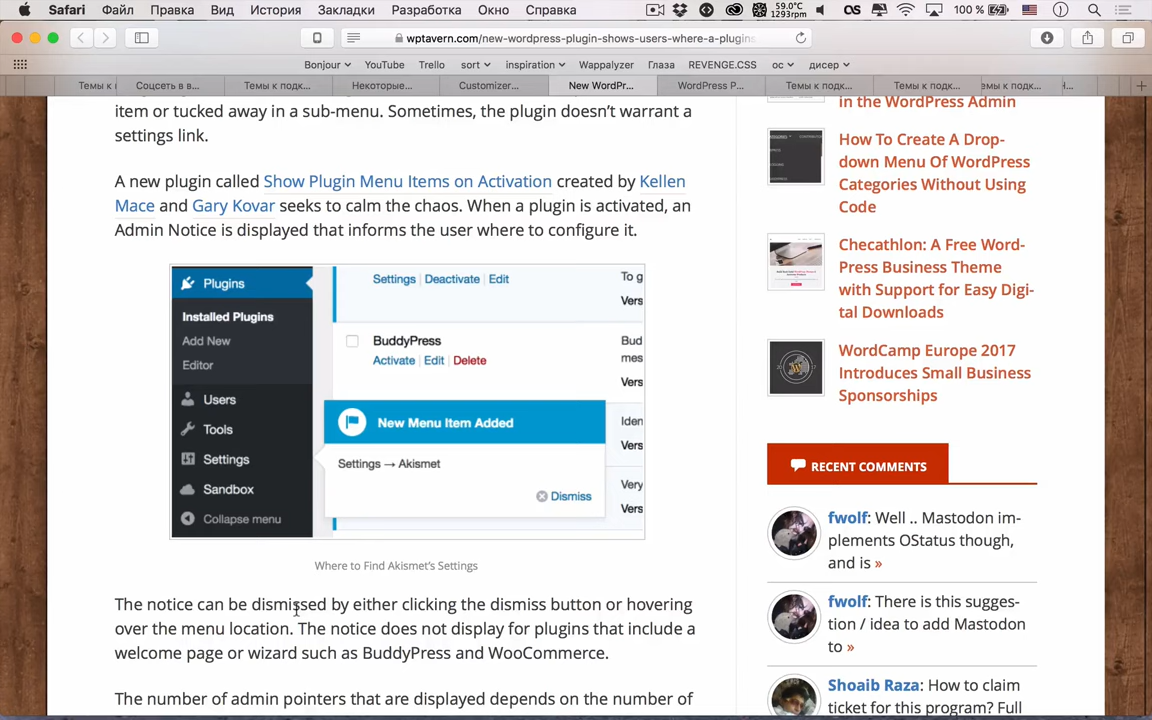 Safari Файл Правка Вид История Закладки Разработка Окно Справка 59.0°C 1293rpm 100 %
wptavern.com/new-wordpress-plugin-shows-users-where-a-plugins
Bonjour YouTube Trello sort inspiration Wappalyzer Глаза REVENGE.CSS ос дисер
Темы к Соцсеть в в... Темы к подк... Некоторые... Customizer... New WordPr... WordPress P... Темы к подк... Темы к подк... мы к подк...
item or tucked away in a sub-menu. Sometimes, the plugin doesn't warrant a
settings link.
A new plugin called Show Plugin Menu Items on Activation created by Kellen
Mace and Gary Kovar seeks to calm the chaos. When a plugin is activated, an
Admin Notice is displayed that informs the user where to configure it.
Plugins
Installed Plugins
Add New
Editor
Users
Tools
Settings
Sandbox
Collapse menu
Settings | Deactivate | Edit
To g
Vers
BuddyPress
Activate | Edit | Delete
Bud
mes
Vers
New Menu Item Added
Settings → Akismet
Dismiss
Iden
Vers
Very
Vers
Where to Find Akismet's Settings
The notice can be dismissed by either clicking the dismiss button or hovering
over the menu location. The notice does not display for plugins that include a
welcome page or wizard such as BuddyPress and WooCommerce.
The number of admin pointers that are displayed depends on the number of
in the WordPress Admin
How To Create A Drop-
down Menu Of WordPress
Categories Without Using
Code
Checathlon: A Free Word-
Press Business Theme
with Support for Easy Digi-
tal Downloads
WordCamp Europe 2017
Introduces Small Business
Sponsorships
RECENT COMMENTS
fwolf: Well .. Mastodon im-
plements OStatus though,
and is »
fwolf: There is this sugges-
tion / idea to add Mastodon
to »
Shoaib Raza: How to claim
ticket for this program? Full